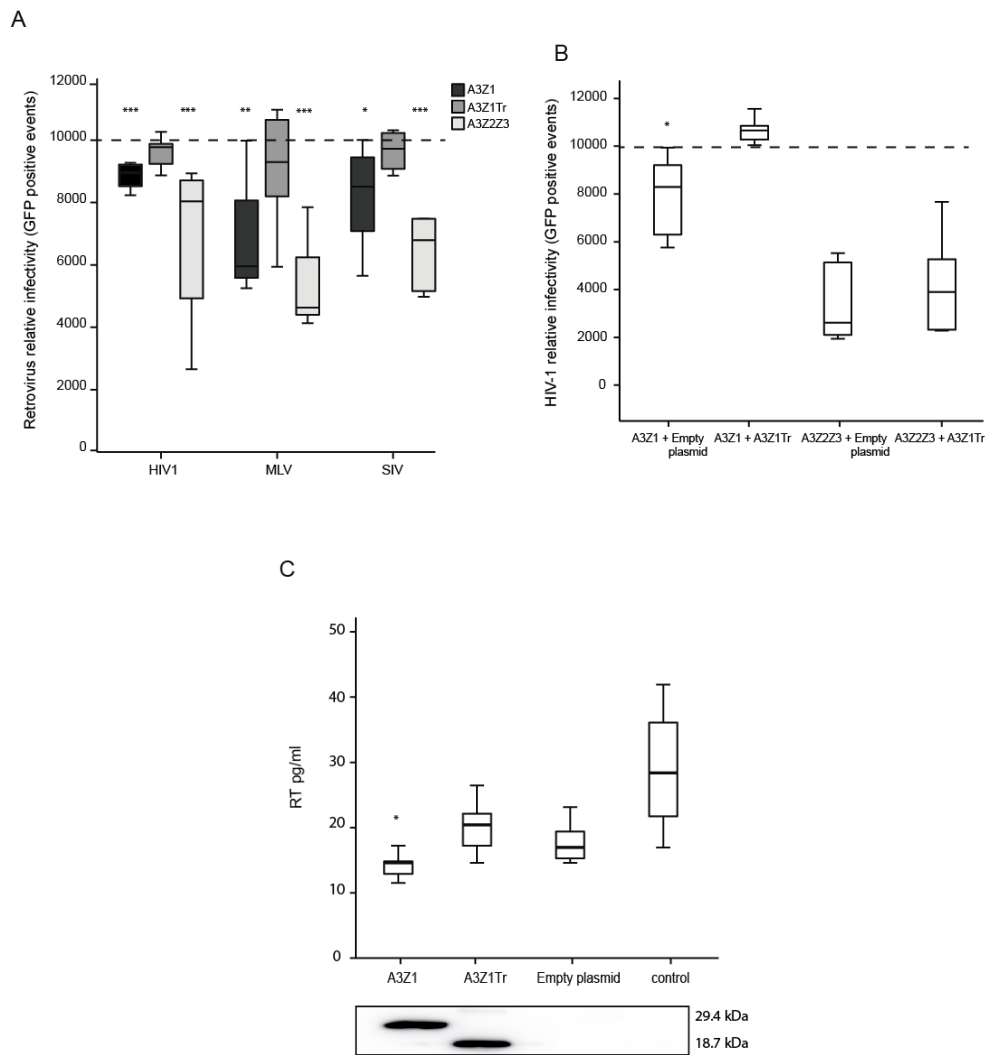 A
Retrovirus relative infectivity (GFP positive events)
12000
10000
8000
6000
4000
2000
0
*** *** ** *** * ***
A3Z1
A3Z1Tr
A3Z2Z3
HIV1 MLV SIV
B
HIV-1 relative infectivity (GFP positive events)
12000
10000
8000
6000
4000
2000
0
*
A3Z1 + Empty
plasmid
A3Z1 + A3Z1Tr
A3Z2Z3 + Empty
plasmid
A3Z2Z3 + A3Z1Tr
C
RT pg/ml
50
40
30
20
10
0
*
A3Z1 A3Z1Tr Empty plasmid control
29.4 kDa
18.7 kDa